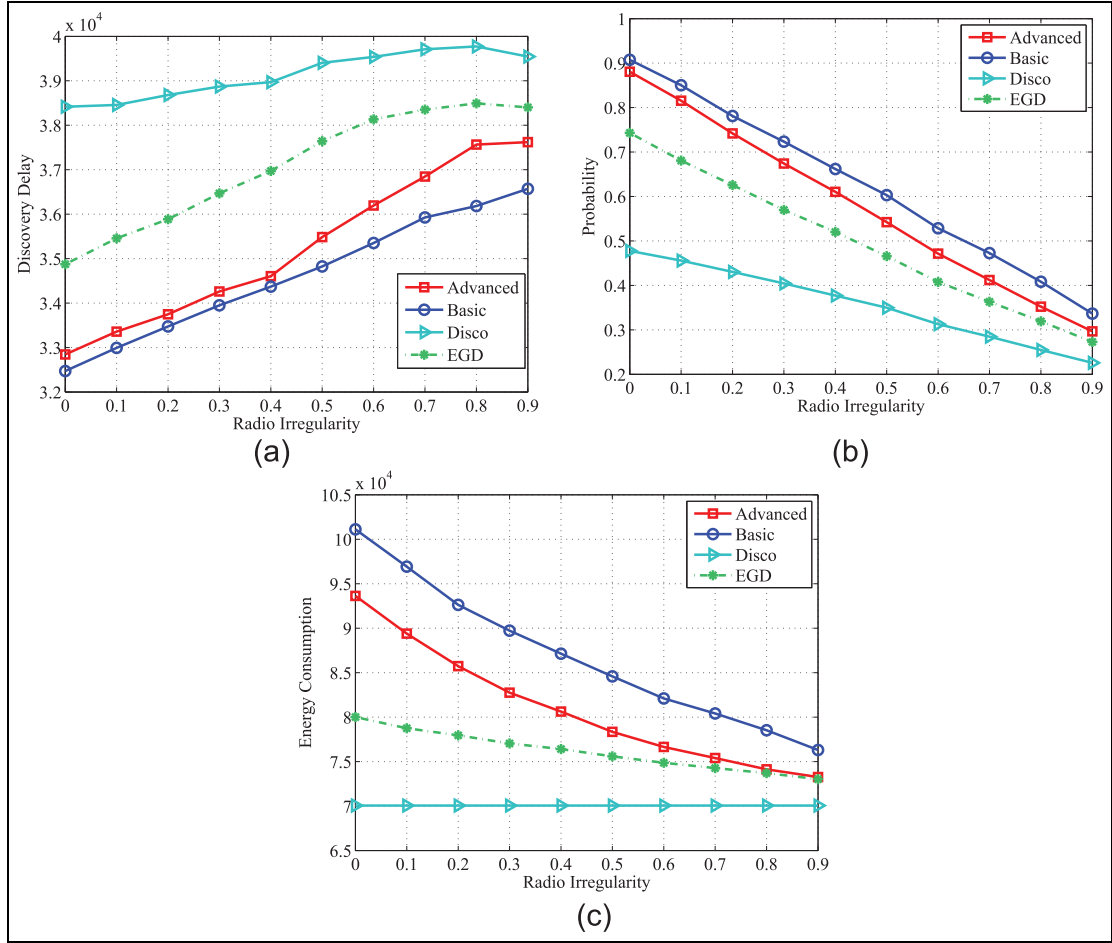 x 10^4
4
3.9
3.8
3.7
3.6
3.5
3.4
3.3
3.2
Discovery Delay
Advanced
Basic
Disco
EGD
0 0.1 0.2 0.3 0.4 0.5 0.6 0.7 0.8 0.9
Radio Irregularity
(a)
1
0.9
0.8
0.7
0.6
0.5
0.4
0.3
0.2
Probability
Advanced
Basic
Disco
EGD
0 0.1 0.2 0.3 0.4 0.5 0.6 0.7 0.8 0.9
Radio Irregularity
(b)
x 10^4
10.5
10
9.5
9
8.5
8
7.5
7
6.5
Energy Consumption
Advanced
Basic
Disco
EGD
0 0.1 0.2 0.3 0.4 0.5 0.6 0.7 0.8 0.9
Radio Irregularity
(c)